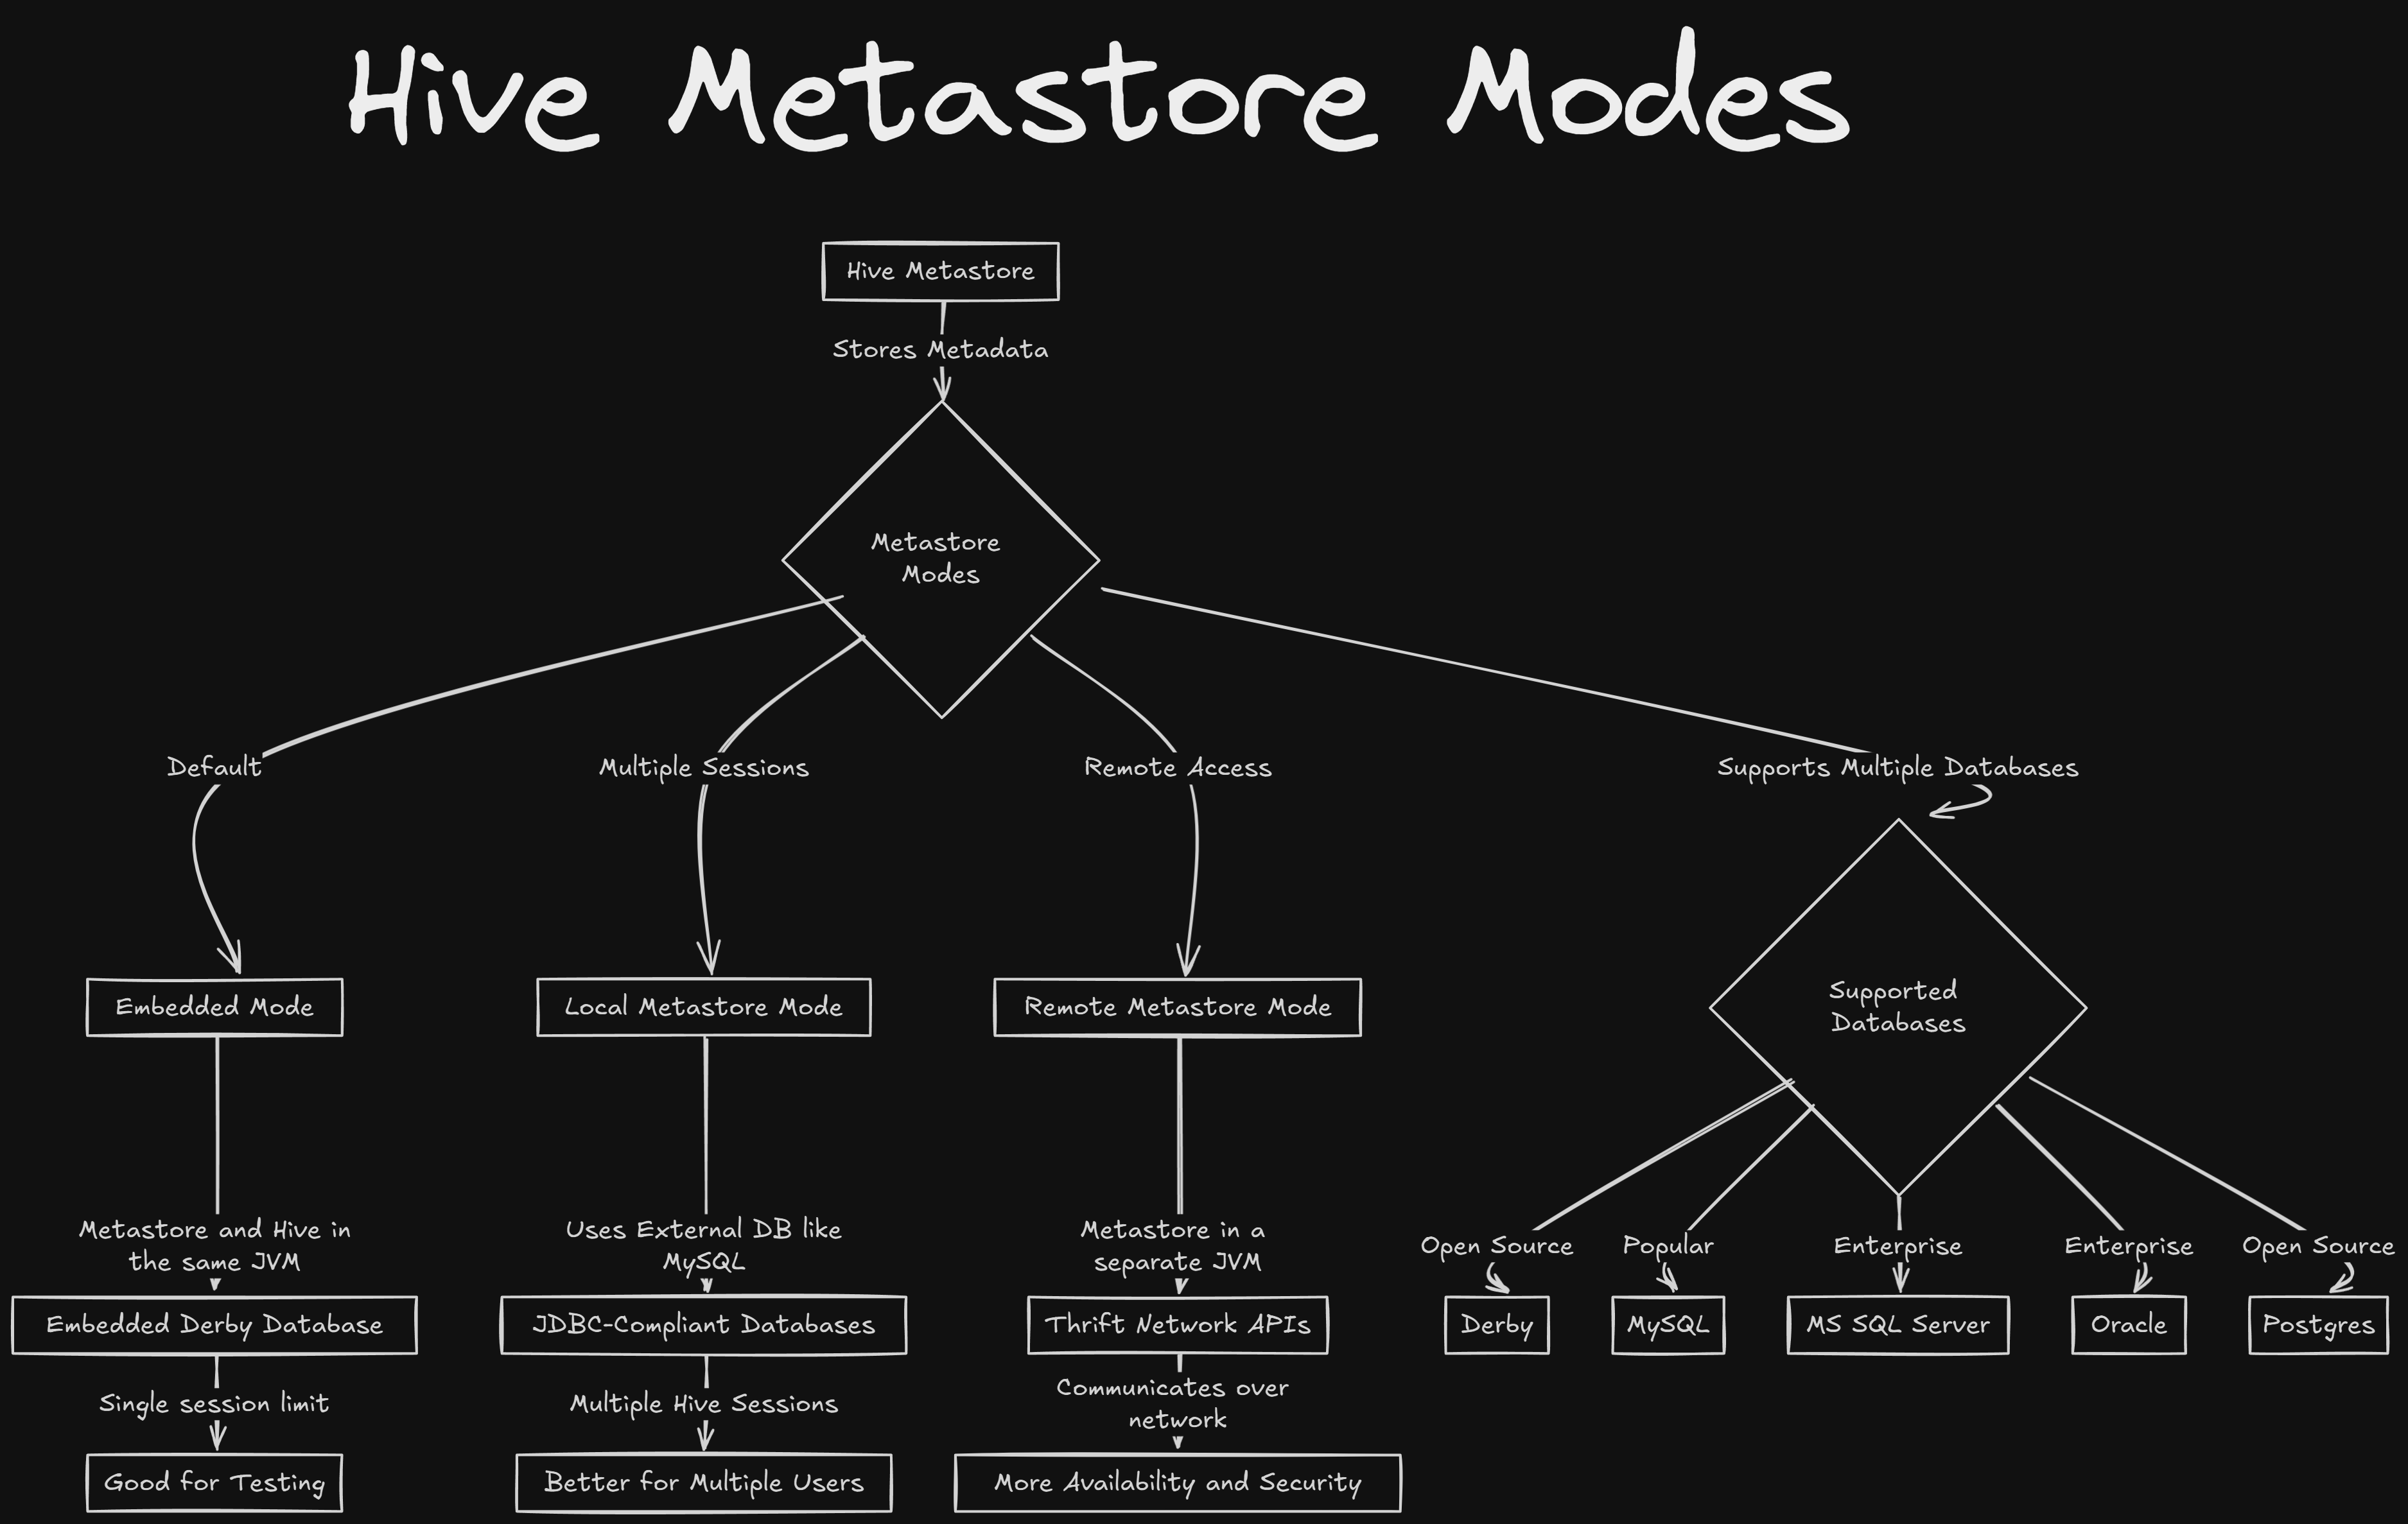 Hive Metastore Modes
Hive Metastore
Stores Metadata
Metastore
Modes
Default
Multiple Sessions
Remote Access
Supports Multiple Databases
Embedded Mode
Local Metastore Mode
Remote Metastore Mode
Supported
Databases
Metastore and Hive in
the same JVM
Uses External DB like
MySQL
Metastore in a
separate JVM
Open Source
Popular
Enterprise
Enterprise
Open Source
Embedded Derby Database
JDBC-Compliant Databases
Thrift Network APIs
Derby
MySQL
MS SQL Server
Oracle
Postgres
Single session limit
Multiple Hive Sessions
Communicates over
network
Good for Testing
Better for Multiple Users
More Availability and Security